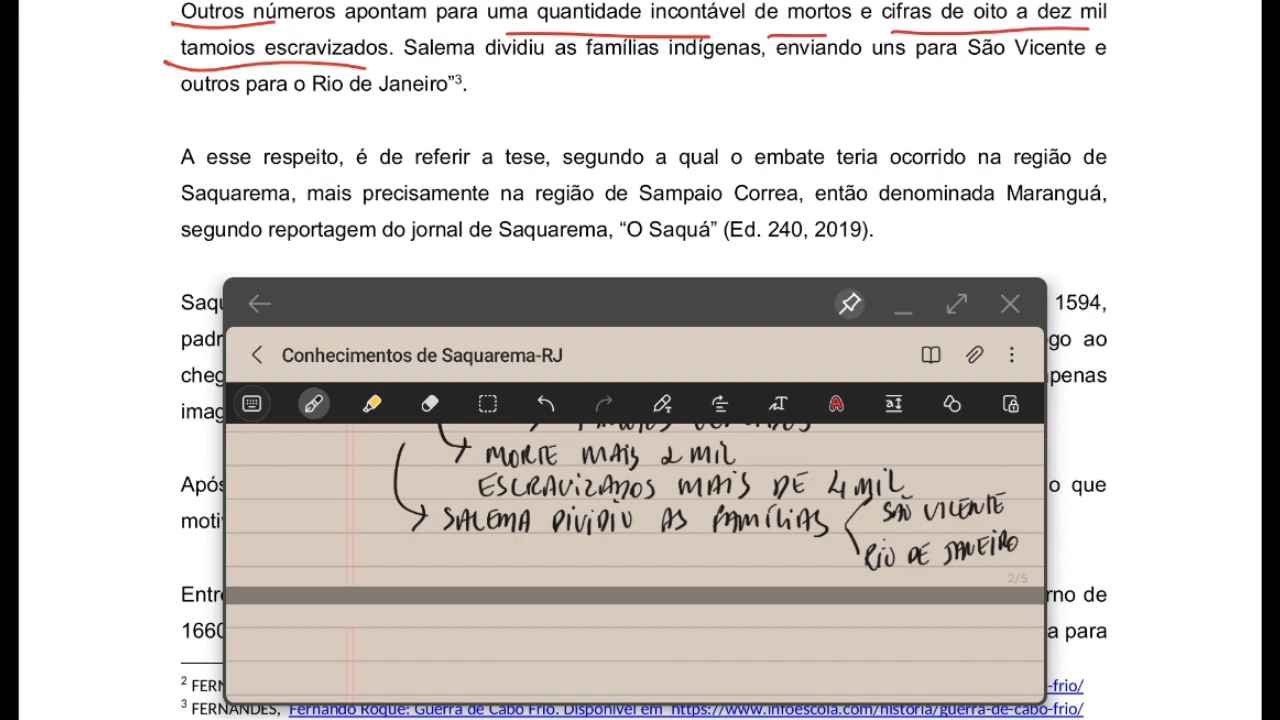 Outros números apontam para uma quantidade incontável de mortos e cifras de oito a dez mil
tamoios escravizados. Salema dividiu as famílias indígenas, enviando uns para São Vicente e
outros para o Rio de Janeiro”3.
A esse respeito, é de referir a tese, segundo a qual o embate teria ocorrido na região de
Saquarema, mais precisamente na região de Sampaio Correa, então denominada Maranguá,
segundo reportagem do jornal de Saquarema, “O Saquá” (Ed. 240, 2019).
Saqu 1594,
padr go ao
cheg apenas
imag
Após o que
motiv
Entre rno de
1660 a para
Conhecimentos de Saquarema-RJ
MORTE MAIS 2 MIL
ESCRAVIZADOS MAIS DE 4 MIL
SALEMA DIVIDIU AS FAMÍLIAS
SÃO VICENTE
RIO DE JANEIRO
2/5
2 FERN -frio/
3 FERNANDES, Fernando Roque: Guerra de Cabo Frio. Disponível em https://www.infoescola.com/historia/guerra-de-cabo-frio/